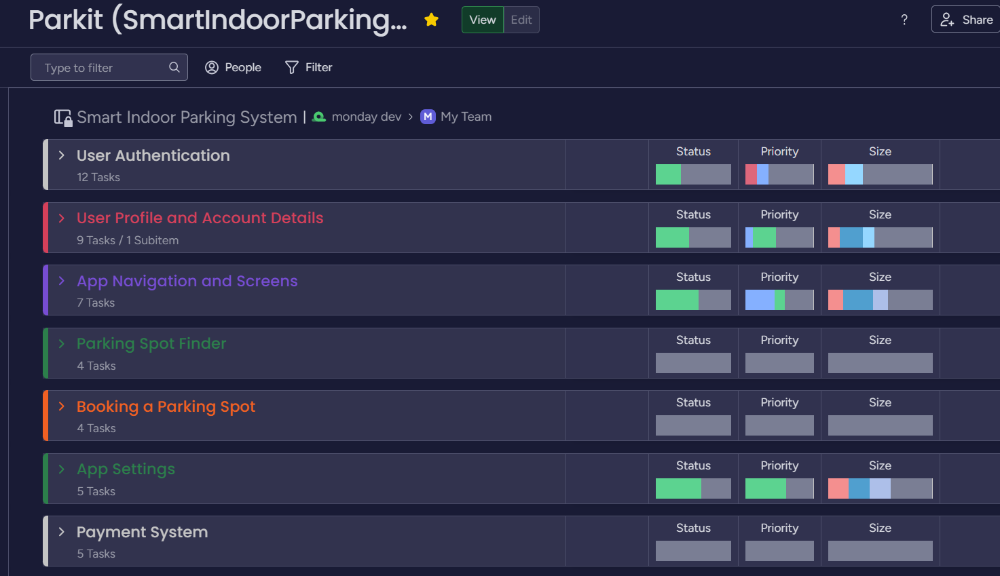 Parkit (SmartIndoorParking...
View Edit
?
Share
Type to filter
People
Filter
Smart Indoor Parking System | monday dev > M My Team
User Authentication
12 Tasks
Status Priority Size
User Profile and Account Details
9 Tasks / 1 Subitem
Status Priority Size
App Navigation and Screens
7 Tasks
Status Priority Size
Parking Spot Finder
4 Tasks
Status Priority Size
Booking a Parking Spot
4 Tasks
Status Priority Size
App Settings
5 Tasks
Status Priority Size
Payment System
5 Tasks
Status Priority Size